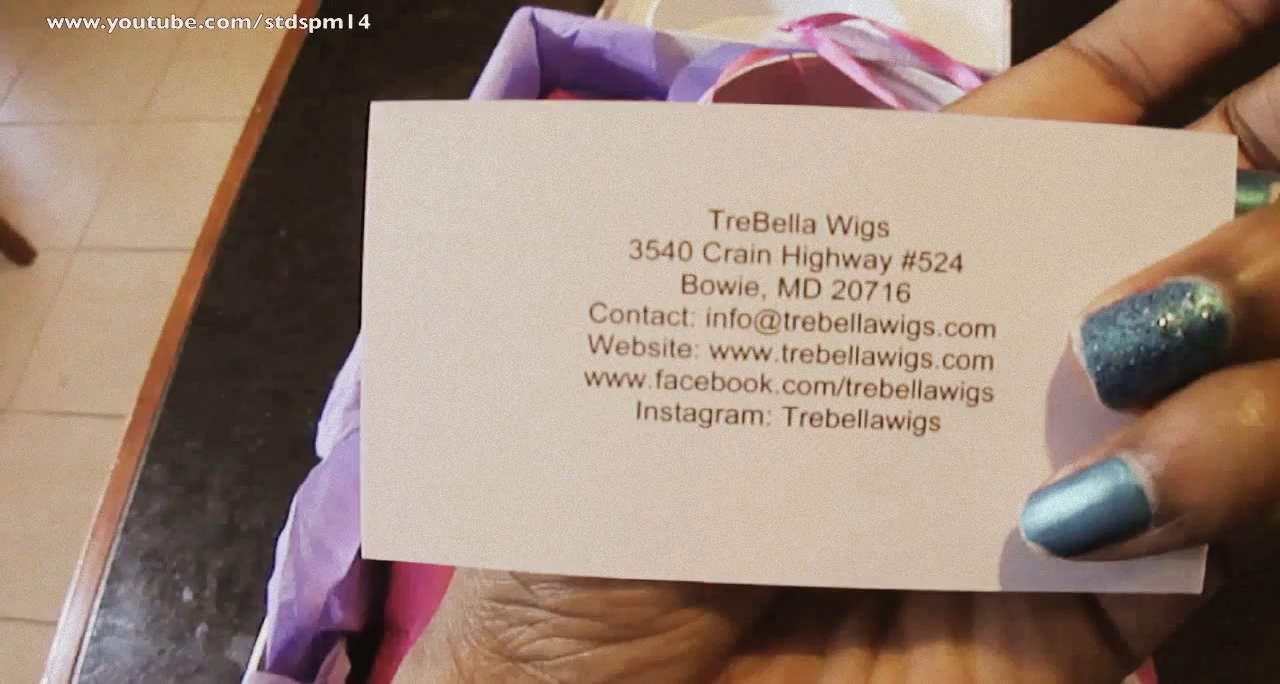 www.youtube.com/stdspm14
TreBella Wigs
3540 Crain Highway #524
Bowie, MD 20716
Contact: info@trebellawigs.com
Website: www.trebellawigs.com
www.facebook.com/trebellawigs
Instagram: Trebellawigs